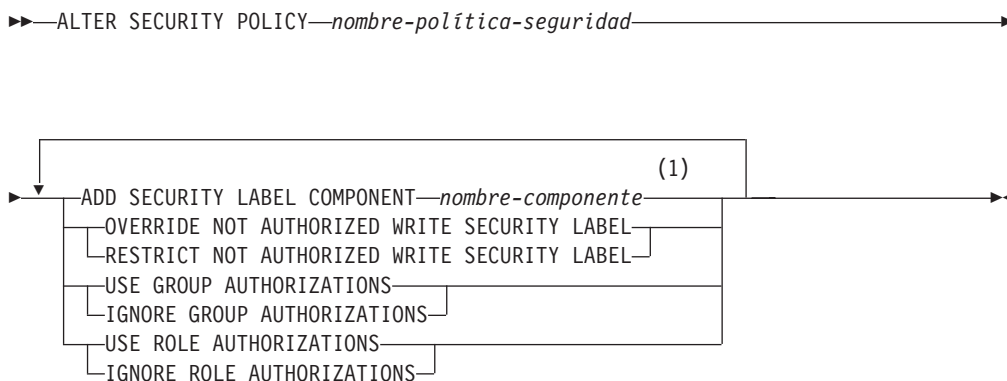 ALTER SECURITY POLICY nombre-política-seguridad
(1)
ADD SECURITY LABEL COMPONENT nombre-componente
OVERRIDE NOT AUTHORIZED WRITE SECURITY LABEL
RESTRICT NOT AUTHORIZED WRITE SECURITY LABEL
USE GROUP AUTHORIZATIONS
IGNORE GROUP AUTHORIZATIONS
USE ROLE AUTHORIZATIONS
IGNORE ROLE AUTHORIZATIONS